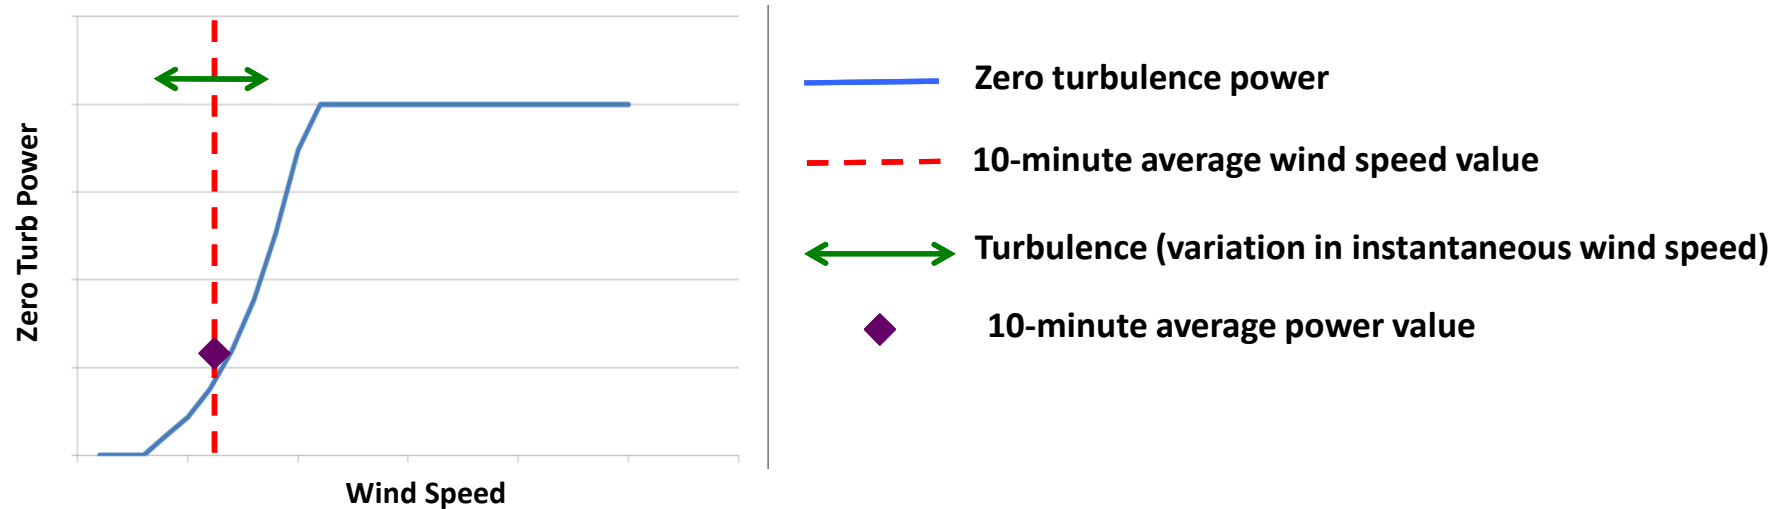 Zero Turb Power
Wind Speed
Zero turbulence power
10-minute average wind speed value
Turbulence (variation in instantaneous wind speed)
10-minute average power value